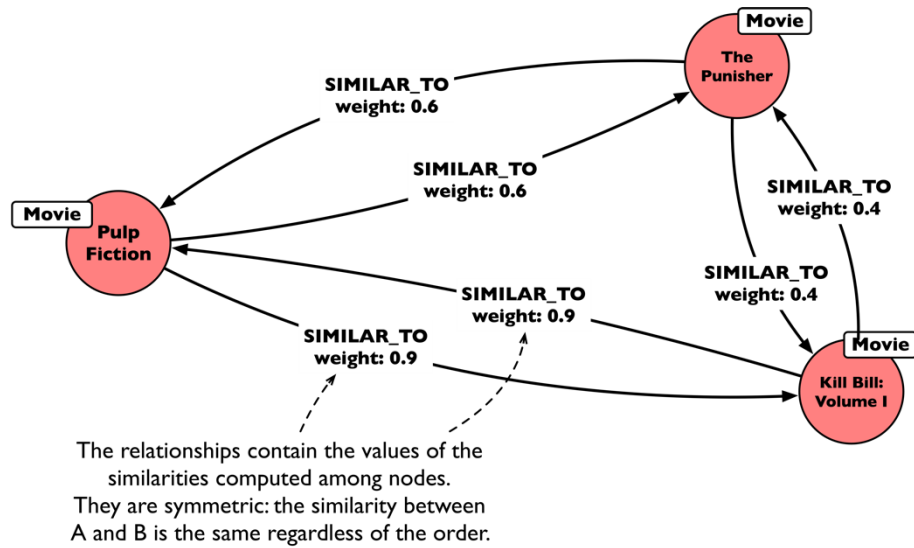 Movie
The
Punisher
SIMILAR_TO
weight: 0.6
SIMILAR_TO
weight: 0.6
SIMILAR_TO
weight: 0.4
Movie
Pulp
Fiction
SIMILAR_TO
weight: 0.4
SIMILAR_TO
weight: 0.9
SIMILAR_TO
weight: 0.9
Movie
Kill Bill:
Volume I
The relationships contain the values of the
similarities computed among nodes.
They are symmetric: the similarity between
A and B is the same regardless of the order.